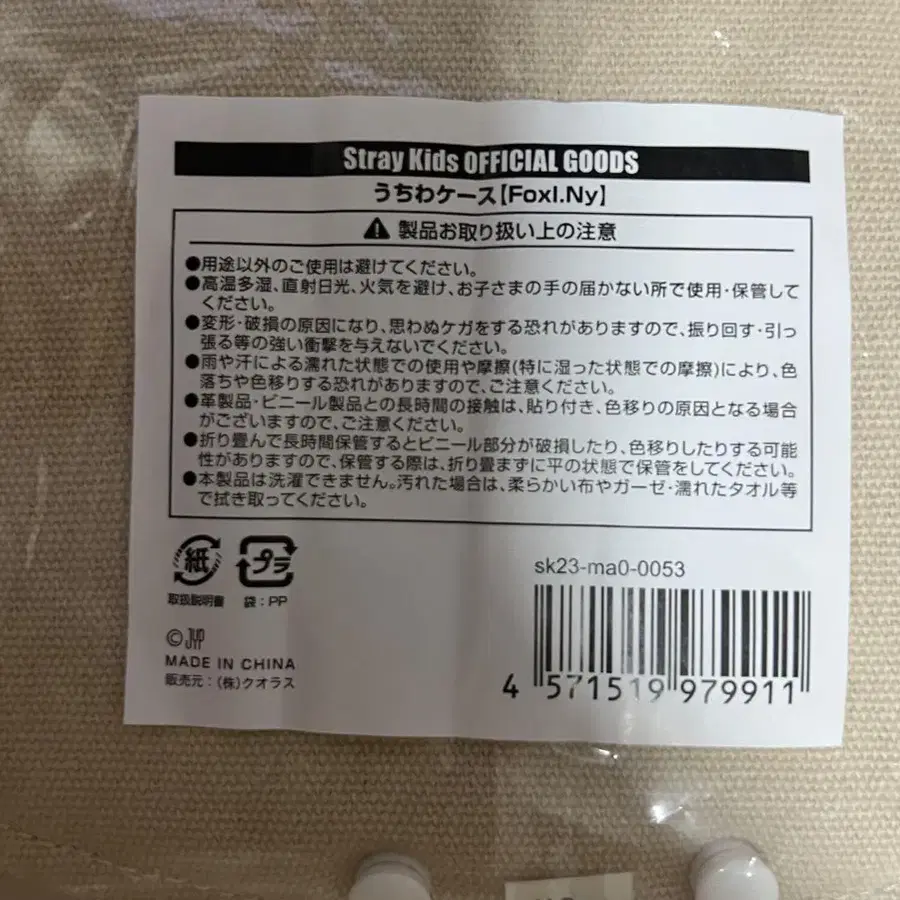 Stray Kids OFFICIAL GOODS
うちわケース【FoxI.Ny】
製品お取り扱い上の注意
●用途以外のご使用は避けてください。
●高温多湿、直射日光、火気を避け、お子さまの手の届かない所で使用・保管して
ください。
●変形・破損の原因になり、思わぬケガをする恐れがありますので、振り回す・引っ
張る等の強い衝撃を与えないでください。
●雨や汗による濡れた状態での使用や摩擦(特に湿った状態での摩擦)により、色
落ちや色移りする恐れがありますので、ご注意ください。
●革製品・ビニール製品との長時間の接触は、貼り付き、色移りの原因となる場合
がございますので、ご注意ください。
●折り畳んで長時間保管するとビニール部分が破損したり、色移りしたりする可能
性がありますので、保管する際は、折り畳まずに平の状態で保管をしてください。
●本製品は洗濯できません。汚れた場合は、柔らかい布やガーゼ・濡れたタオル等
で拭き取ってください。
紙 プラ
取扱説明書 袋：PP
sk23-ma0-0053
©JYP
MADE IN CHINA
販売元：(株)クオラス
4 571519 979911